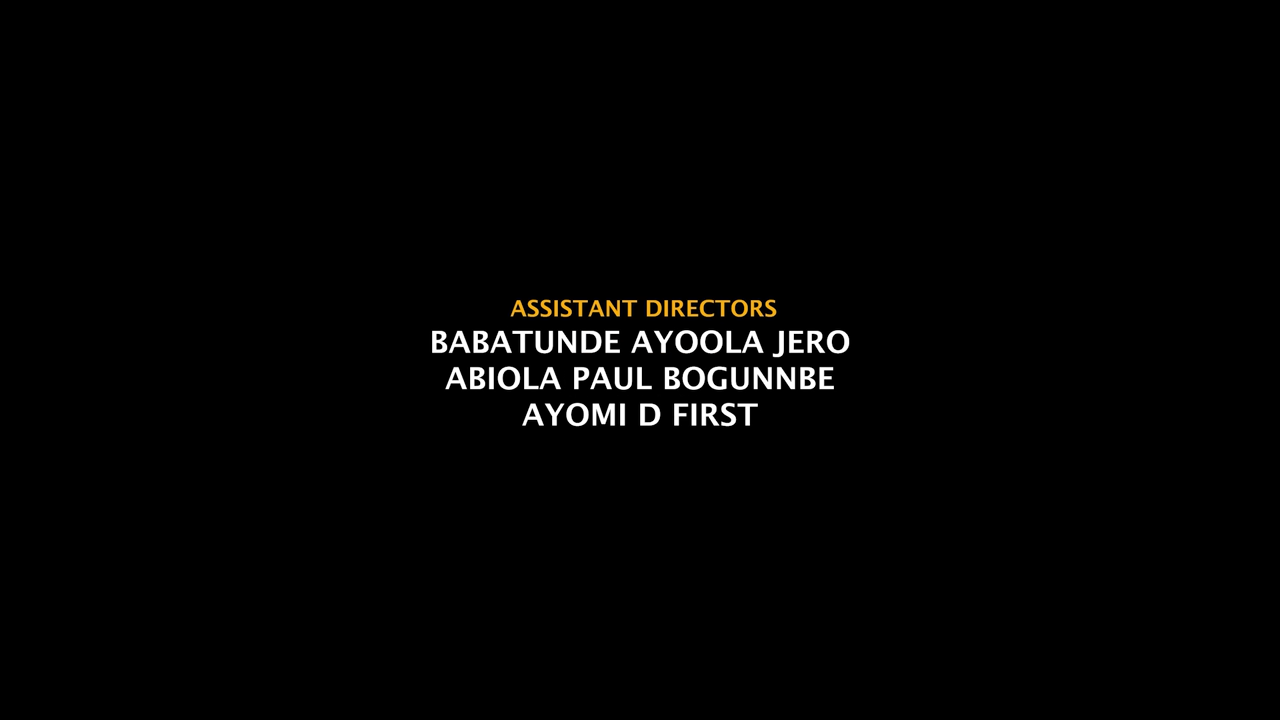 ASSISTANT DIRECTORS
BABATUNDE AYOOLA JERO
ABIOLA PAUL BOGUNNBE
AYOMI D FIRST